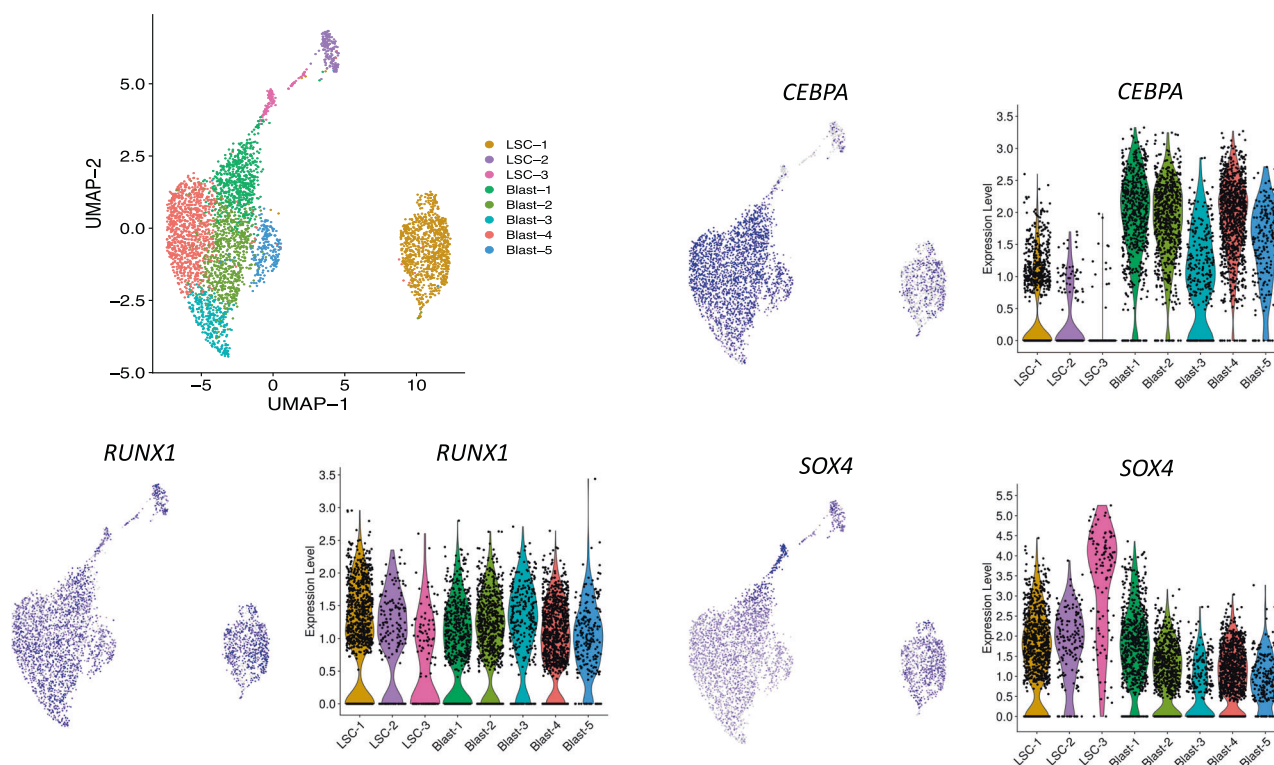 UMAP-2
5.0
2.5
0.0
−2.5
−5.0
−5
0
5
10
UMAP−1
LSC−1
LSC−2
LSC−3
Blast−1
Blast−2
Blast−3
Blast−4
Blast−5
CEBPA
CEBPA
Expression Level
3.5
3.0
2.5
2.0
1.5
1.0
0.5
0.0
LSC-1
LSC-2
LSC-3
Blast-1
Blast-2
Blast-3
Blast-4
Blast-5
RUNX1
RUNX1
Expression Level
3.5
3.0
2.5
2.0
1.5
1.0
0.5
0.0
LSC-1
LSC-2
LSC-3
Blast-1
Blast-2
Blast-3
Blast-4
Blast-5
SOX4
SOX4
Expression Level
5.5
5.0
4.5
4.0
3.5
3.0
2.5
2.0
1.5
1.0
0.5
0.0
LSC-1
LSC-2
LSC-3
Blast-1
Blast-2
Blast-3
Blast-4
Blast-5